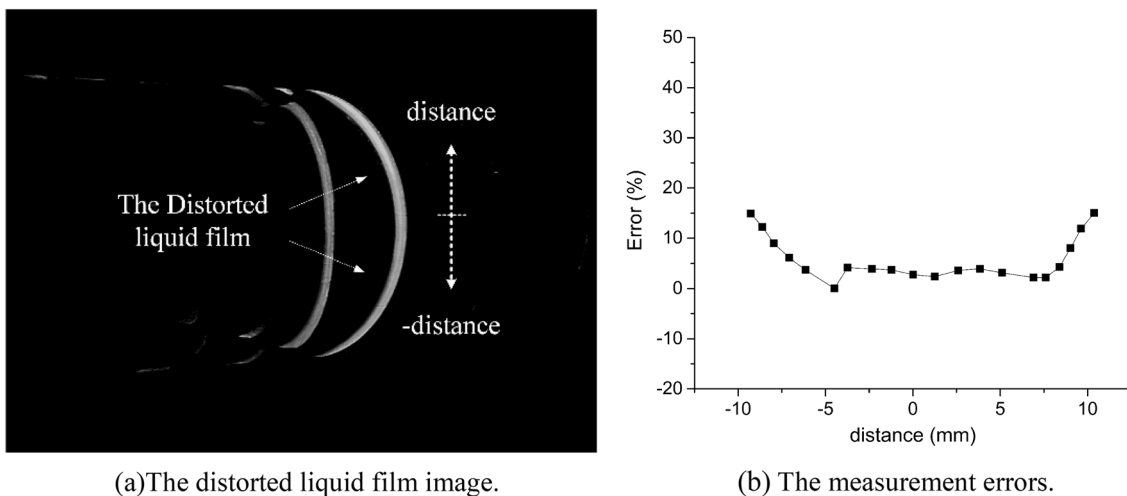 distance
The Distorted
liquid film
-distance
(a)The distorted liquid film image.
50
40
30
20
10
0
-10
-20
Error (%)
-10
-5
0
5
10
distance (mm)
(b) The measurement errors.